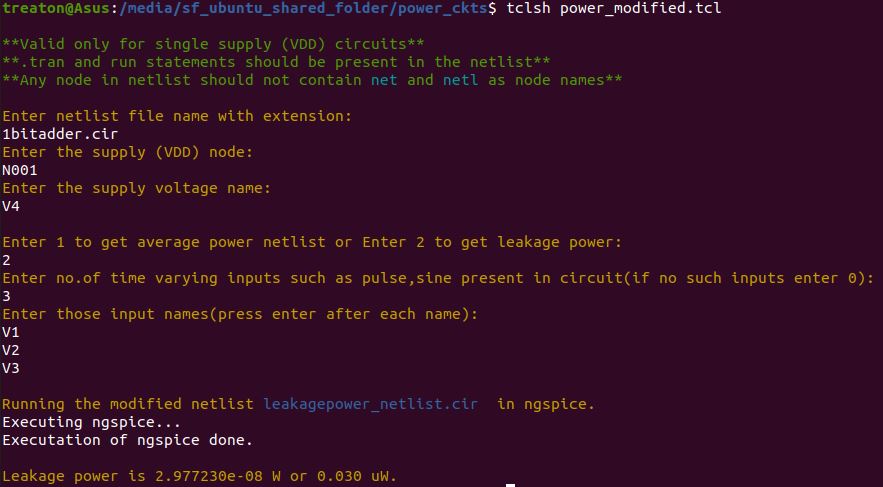 treaton@Asus:/media/sf_ubuntu_shared_folder/power_ckts$ tclsh power_modified.tcl
**Valid only for single supply (VDD) circuits**
**.tran and run statements should be present in the netlist**
**Any node in netlist should not contain net and netl as node names**
Enter netlist file name with extension:
1bitadder.cir
Enter the supply (VDD) node:
N001
Enter the supply voltage name:
V4
Enter 1 to get average power netlist or Enter 2 to get leakage power:
2
Enter no.of time varying inputs such as pulse,sine present in circuit(if no such inputs enter 0):
3
Enter those input names(press enter after each name):
V1
V2
V3
Running the modified netlist leakagepower_netlist.cir  in ngspice.
Executing ngspice...
Executation of ngspice done.
Leakage power is 2.977230e-08 W or 0.030 uW.